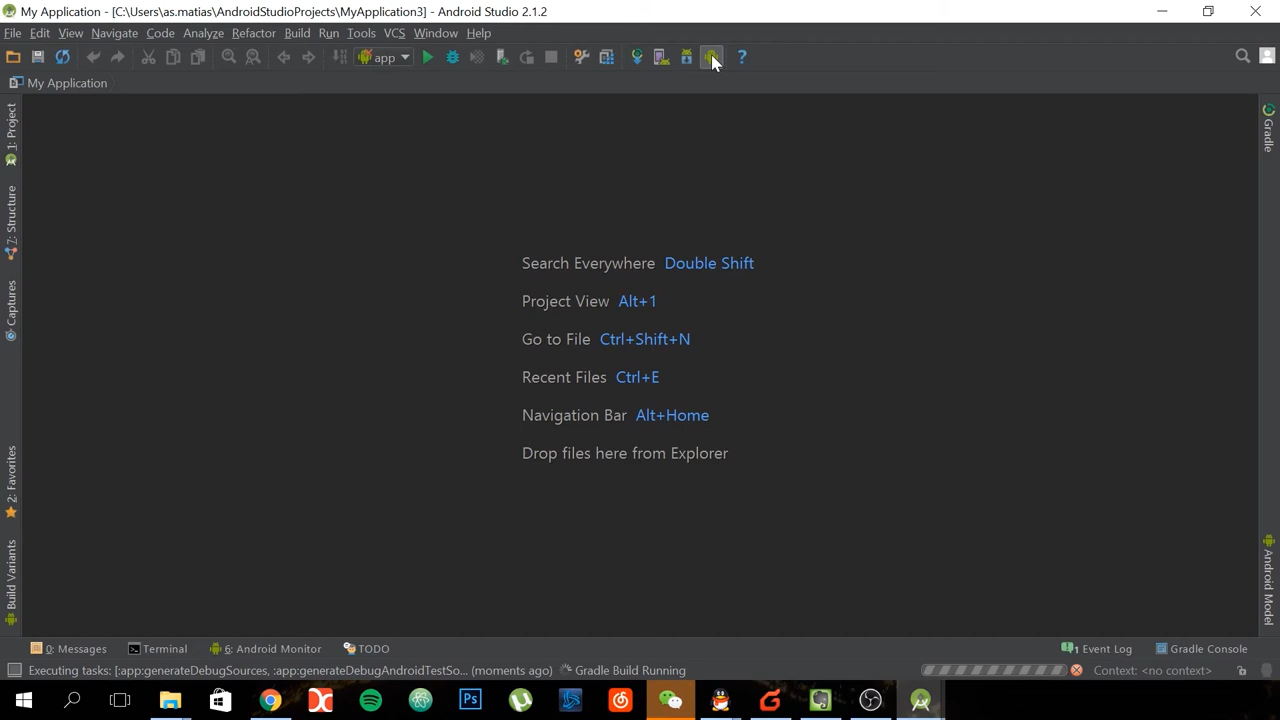 My Application - [C:\Users\as.matias\AndroidStudioProjects\MyApplication3] - Android Studio 2.1.2
File Edit View Navigate Code Analyze Refactor Build Run Tools VCS Window Help
app ?
My Application
1: Project
7: Structure
Captures
2: Favorites
Build Variants
Gradle
Android Model
Search Everywhere Double Shift
Project View Alt+1
Go to File Ctrl+Shift+N
Recent Files Ctrl+E
Navigation Bar Alt+Home
Drop files here from Explorer
0: Messages Terminal 6: Android Monitor TODO 1 Event Log Gradle Console
Executing tasks: [:app:generateDebugSources, :app:generateDebugAndroidTestSo... (moments ago) Gradle Build Running Context: <no context>
Ps